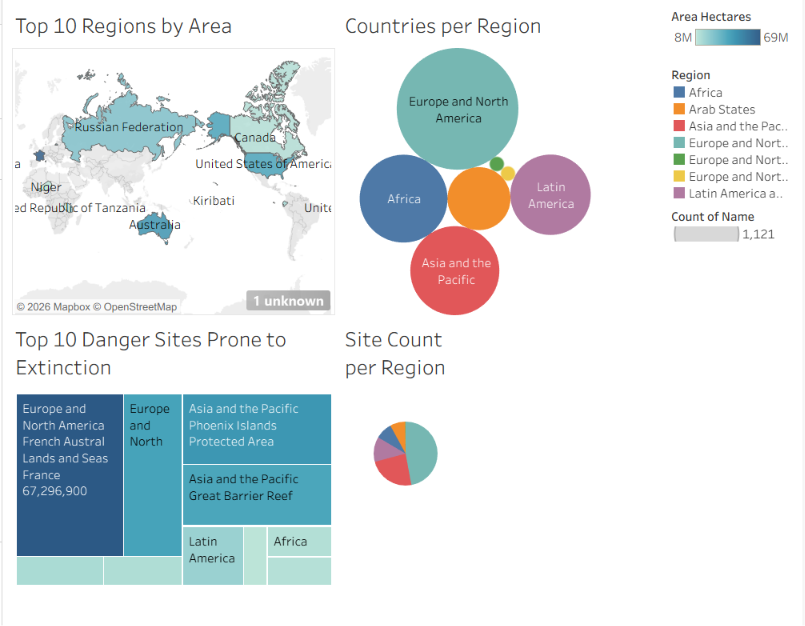 Top 10 Regions by Area
Russian Federation
Canada
a
United States of America
Niger
ed Republic of Tanzania
Kiribati
Unite
Australia
1 unknown
© 2026 Mapbox © OpenStreetMap
Countries per Region
Europe and North
America
Africa
Latin
America
Asia and the
Pacific
Area Hectares
8M
69M
Region
Africa
Arab States
Asia and the Pac..
Europe and Nort..
Europe and Nort..
Europe and Nort..
Latin America a..
Count of Name
1,121
Top 10 Danger Sites Prone to
Extinction
Europe and
North America
French Austral
Lands and Seas
France
67,296,900
Europe
and
North
Asia and the Pacific
Phoenix Islands
Protected Area
Asia and the Pacific
Great Barrier Reef
Latin
America
Africa
Site Count
per Region